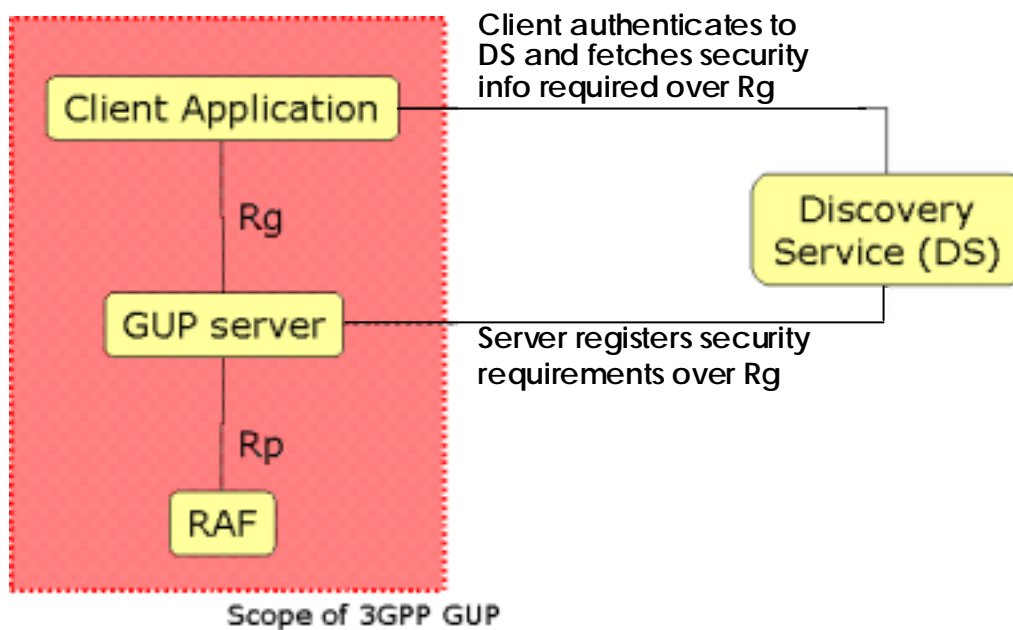 Client authenticates to
DS and fetches security
info required over Rg
Client Application
Rg
Discovery
Service (DS)
GUP server
Server registers security
requirements over Rg
Rp
RAF
Scope of 3GPP GUP